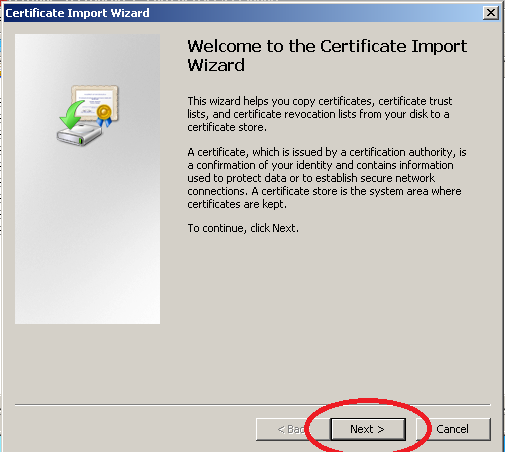 Certificate Import Wizard
Welcome to the Certificate Import
Wizard
This wizard helps you copy certificates, certificate trust
lists, and certificate revocation lists from your disk to a
certificate store.
A certificate, which is issued by a certification authority, is
a confirmation of your identity and contains information
used to protect data or to establish secure network
connections. A certificate store is the system area where
certificates are kept.
To continue, click Next.
Next >
Cancel